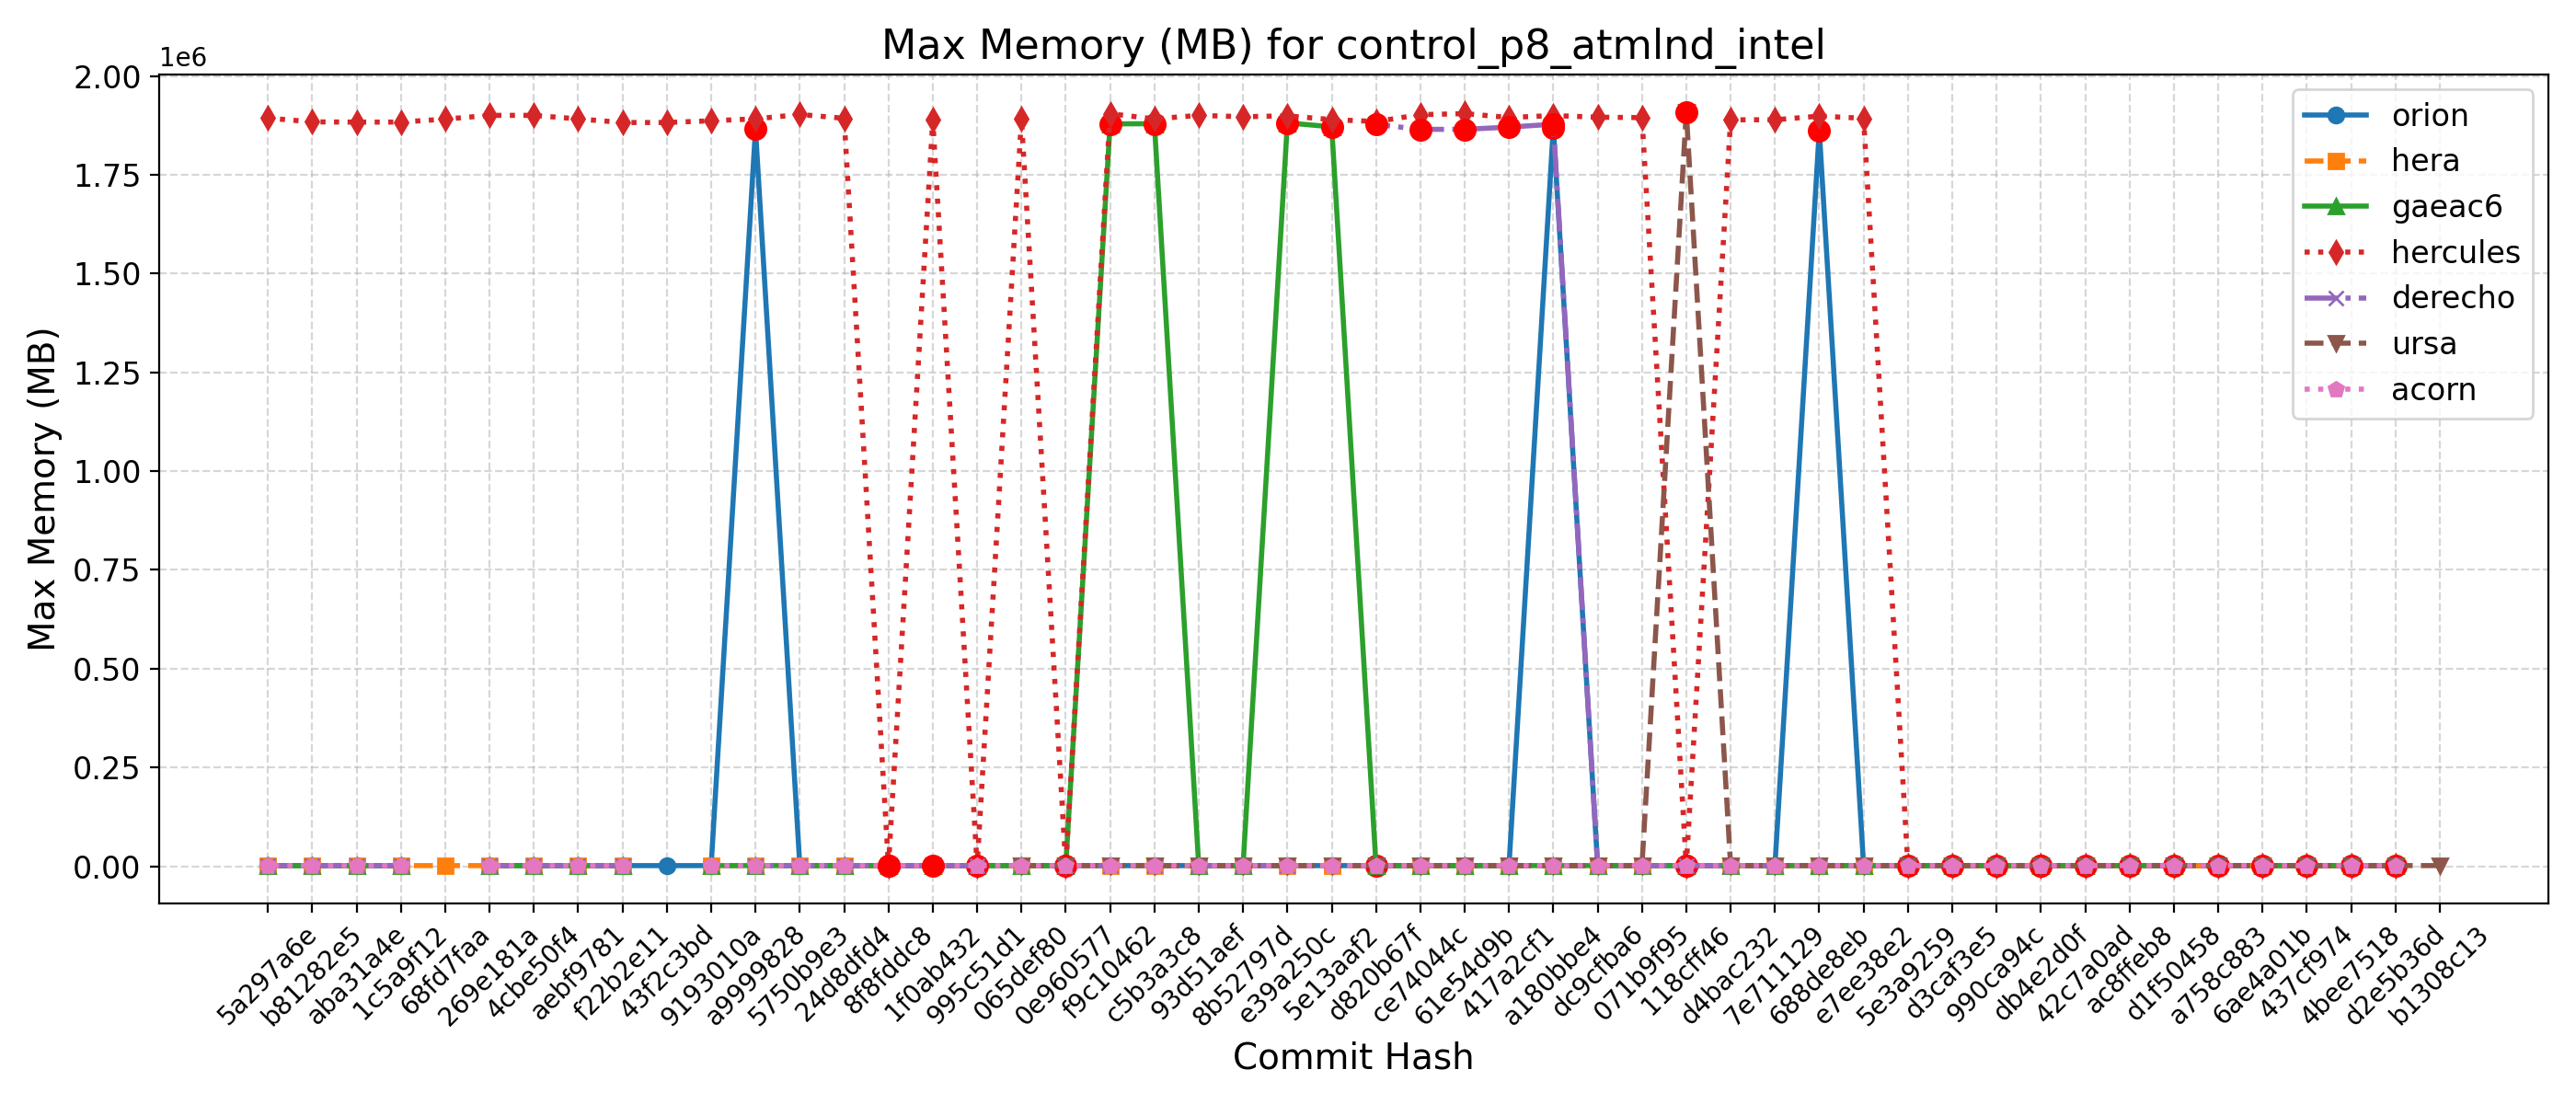 Max Memory (MB) for control_p8_atmlnd_intel
1e6
2.00
1.75
1.50
1.25
1.00
0.75
0.50
0.25
0.00
Max Memory (MB)
orion
hera
gaeac6
hercules
derecho
ursa
acorn
5a297a6e
b81282e5
aba31a4e
1c5a9f12
68fd7faa
269e181a
4cbe50f4
aebf9781
f22b2e11
43f2c3bd
9193010a
a9999828
5750b9e3
24d8dfd4
8f8fddc8
1f0ab432
995c51d1
065def80
0e960577
f9c10462
c5b3a3c8
93d51aef
8b52797d
e39a250c
5e13aaf2
d820b67f
ce74044c
61e54d9b
417a2cf1
a180bbe4
dc9cfba6
071b9f95
118cff46
d4bac232
7e711129
688de8eb
e7ee38e2
5e3a9259
d3caf3e5
990ca94c
db4e2d0f
42c7a0ad
ac8ffeb8
d1f50458
a758c883
6ae4a01b
437cf974
4bee7518
d2e5b36d
b1308c13
Commit Hash